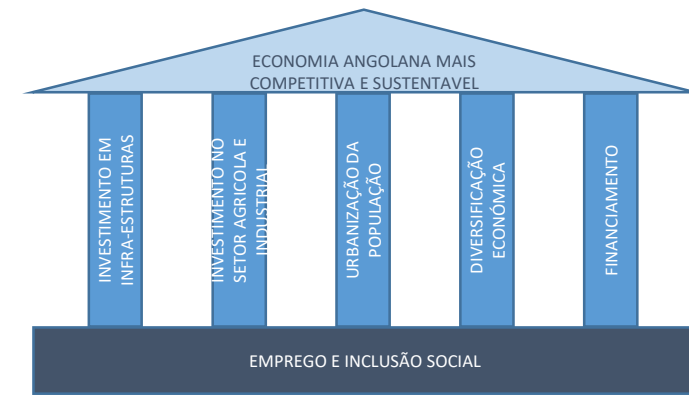 ECONOMIA ANGOLANA MAIS
COMPETITIVA E SUSTENTAVEL
INVESTIMENTO EM
INFRA-ESTRUTURAS
INVESTIMENTO NO
SETOR AGRICOLA E
INDUSTRIAL
URBANIZAÇÃO DA
POPULAÇÃO
DIVERSIFICAÇÃO
ECONÓMICA
FINANCIAMENTO
EMPREGO E INCLUSÃO SOCIAL